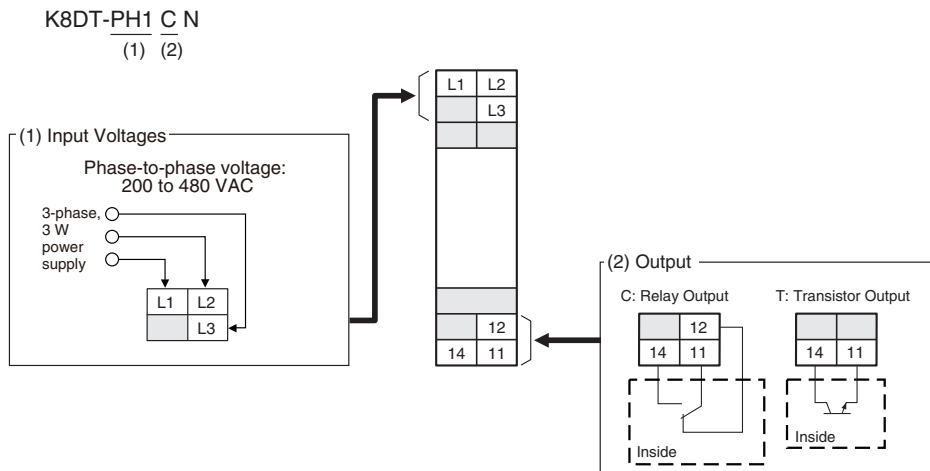 K8DT-PH1 C N
(1) (2)
(1) Input Voltages
Phase-to-phase voltage:
200 to 480 VAC
3-phase,
3 W
power
supply
L1 L2
L3
L1 L2
L3
12
14 11
(2) Output
C: Relay Output
12
14 11
Inside
T: Transistor Output
14 11
Inside